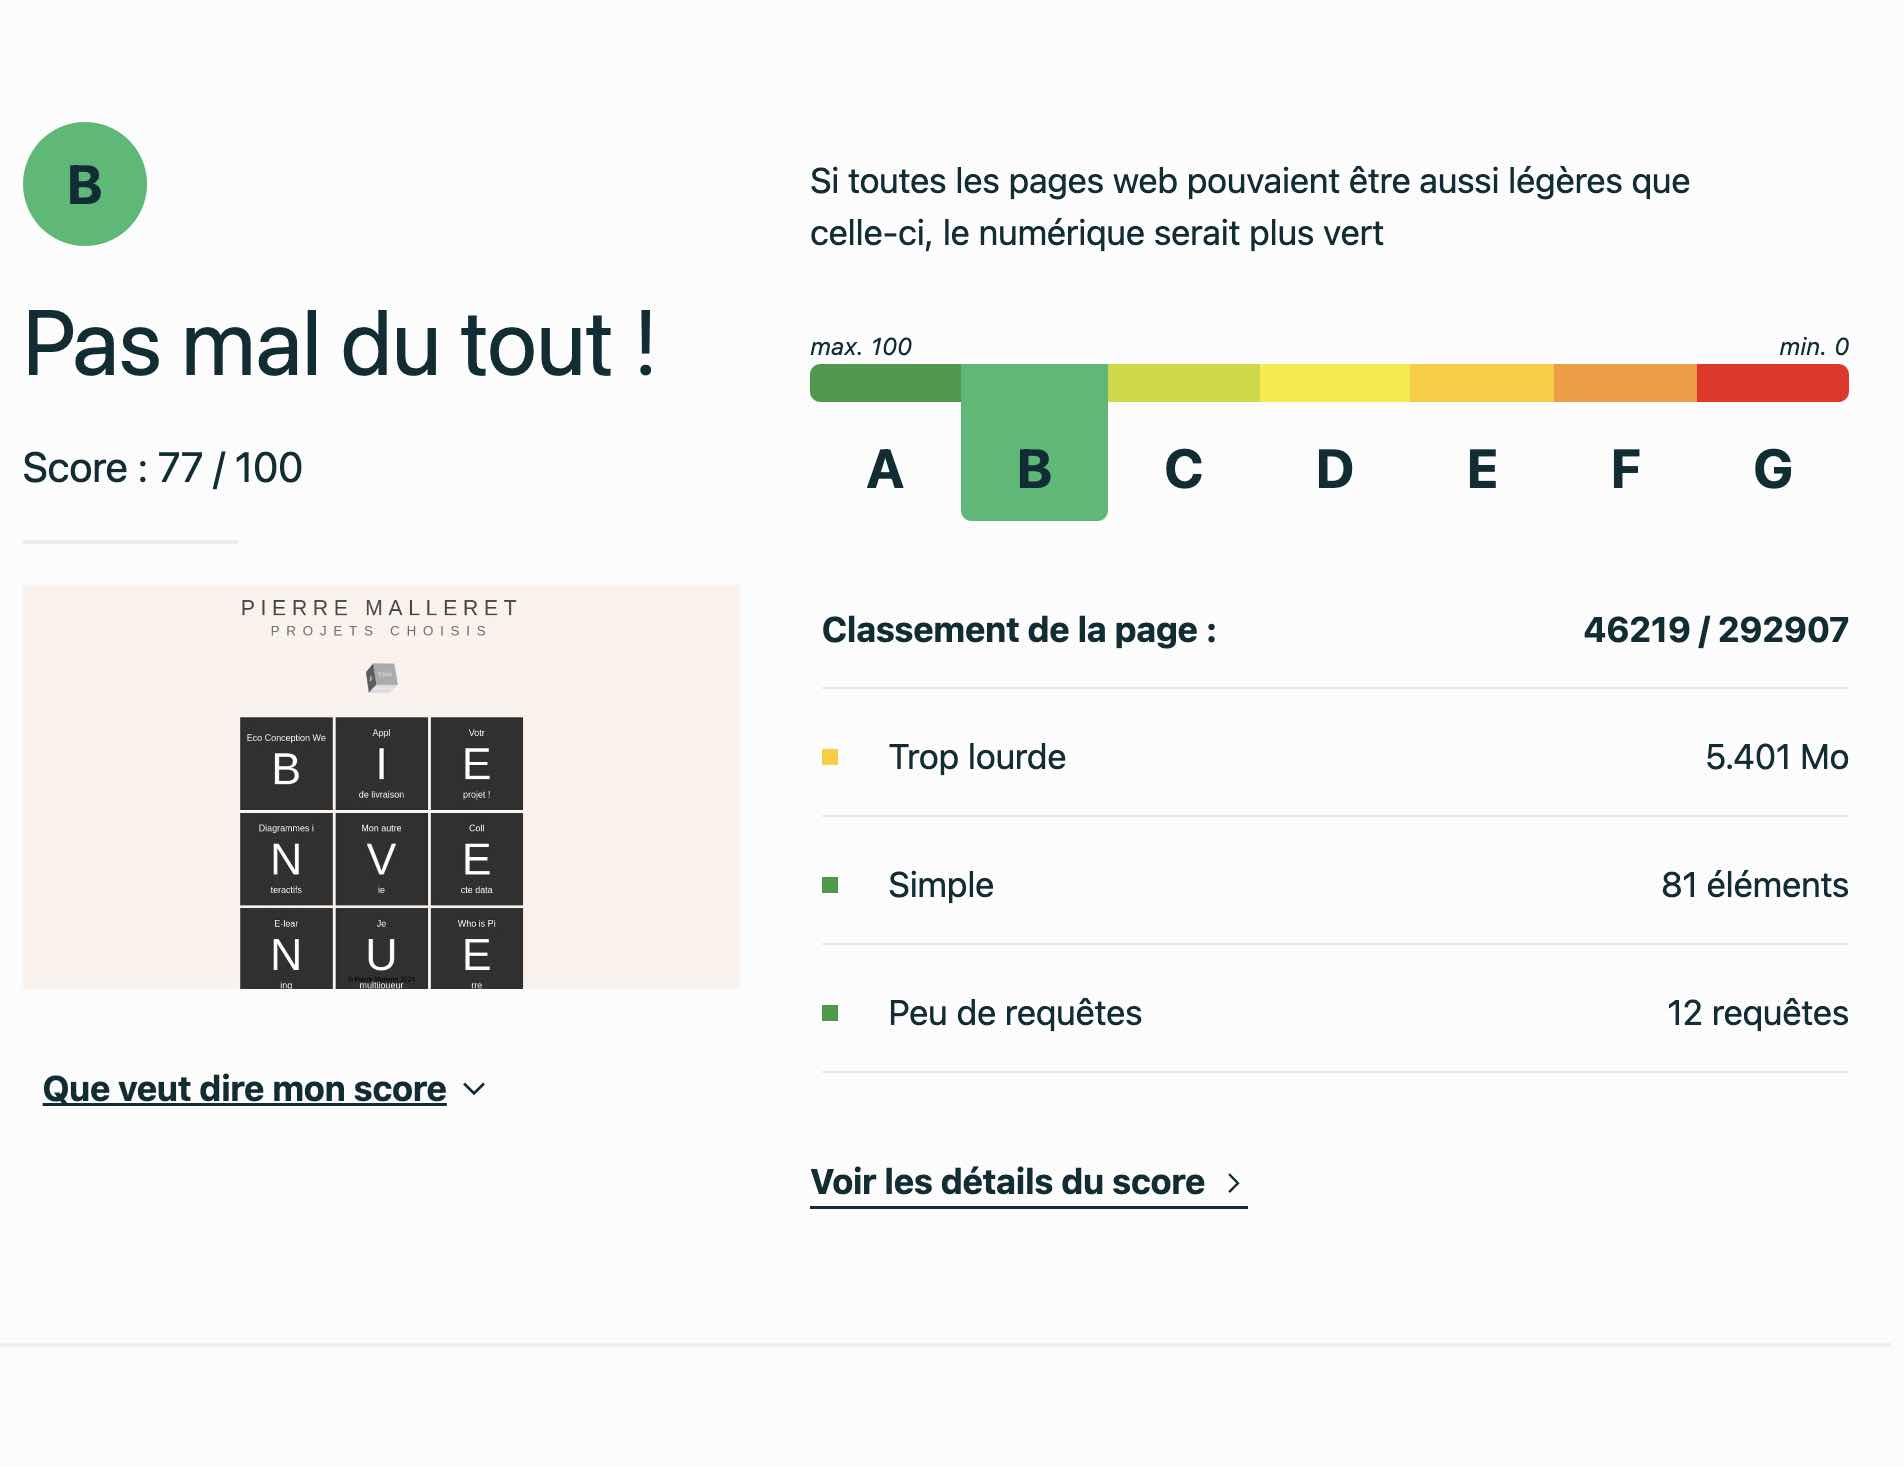 B
Pas mal du tout !
Score : 77 / 100
PIERRE MALLERET
PROJETS CHOISIS
Eco Conception We
B
Appl
I
de livraison
Votr
E
projet !
Diagrammes i
N
teractifs
Mon autre
V
ie
Coll
E
cte data
E-lear
N
ing
Je
U
multijoueur
Who is Pi
E
rre
Que veut dire mon score
Si toutes les pages web pouvaient être aussi légères que
celle-ci, le numérique serait plus vert
max. 100 min. 0
A B C D E F G
Classement de la page : 46219 / 292907
Trop lourde 5.401 Mo
Simple 81 éléments
Peu de requêtes 12 requêtes
Voir les détails du score